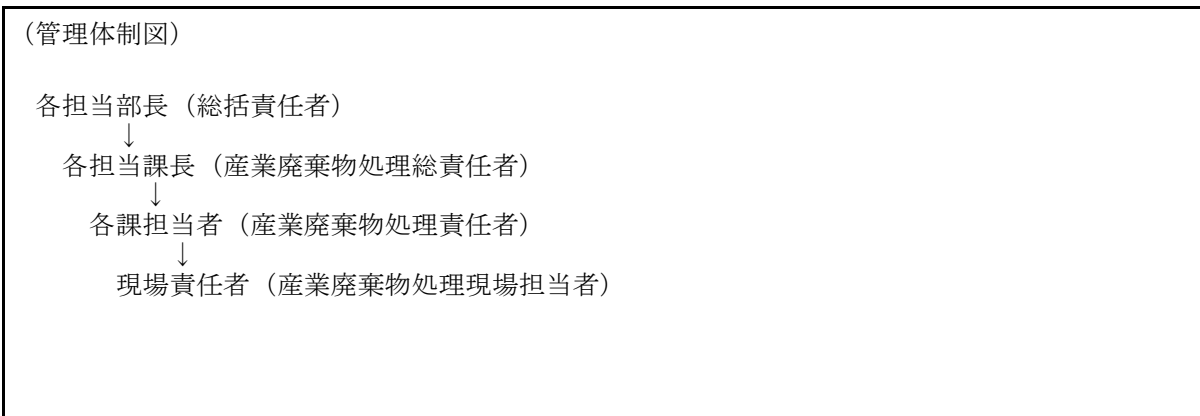 （管理体制図）
各担当部長（総括責任者）
↓
各担当課長（産業廃棄物処理総責任者）
↓
各課担当者（産業廃棄物処理責任者）
↓
現場責任者（産業廃棄物処理現場担当者）